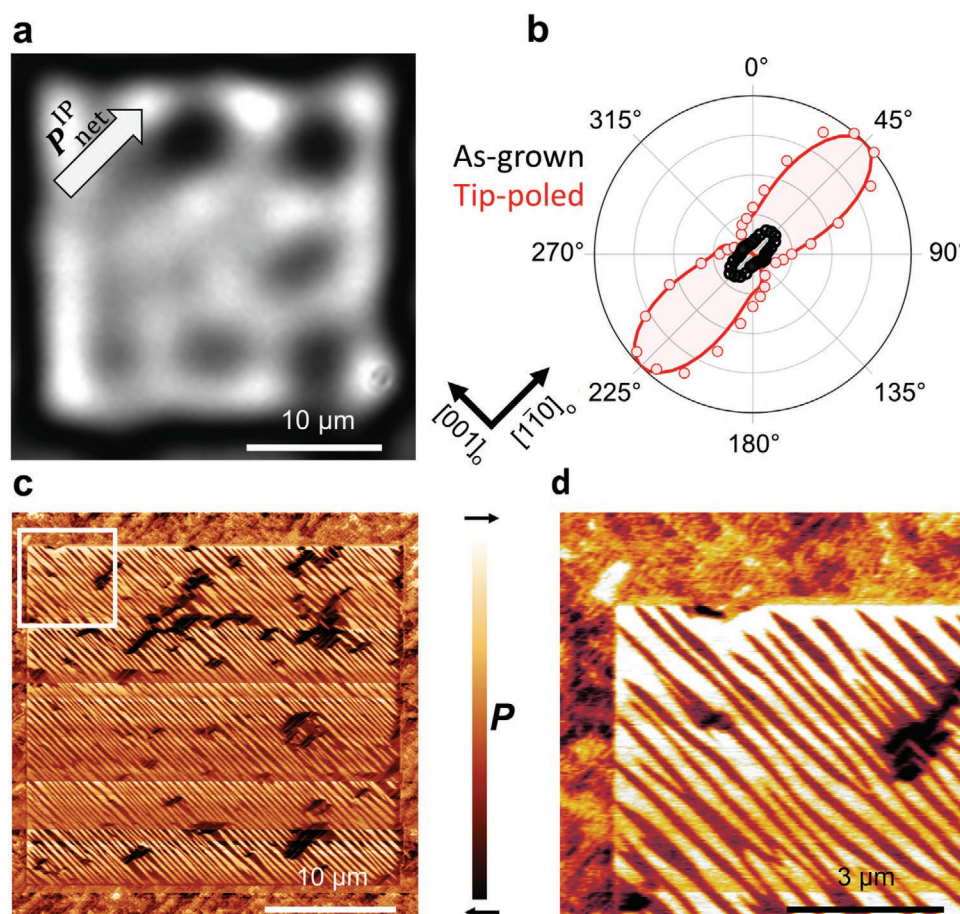 a
P^IP_net
10 µm
b
0°
45°
90°
135°
180°
225°
270°
315°
As-grown
Tip-poled
[001]o
[11̄0]o
c
10 µm
P
d
3 µm